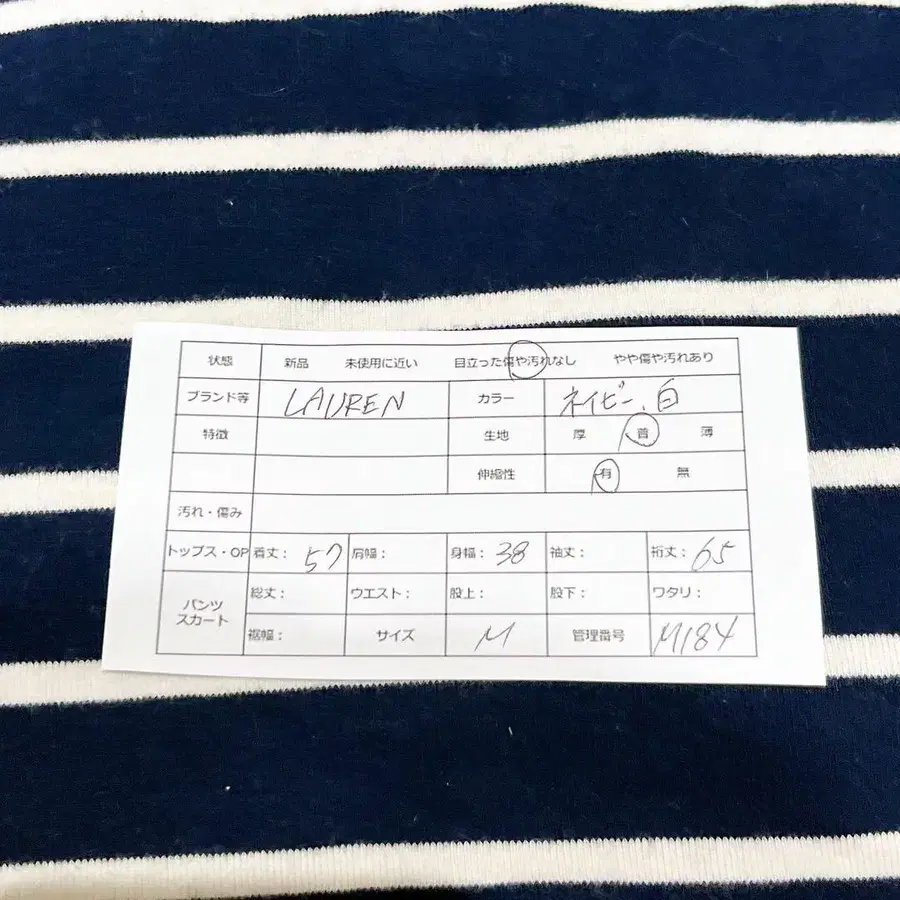 状態 新品 未使用に近い 目立った傷や汚れなし やや傷や汚れあり
ブランド等 LAUREN カラー ネイビー、白
特徴 生地 厚 普 薄
伸縮性 有 無
汚れ・傷み
トップス・OP 着丈： 57 肩幅： 身幅： 38 袖丈： 裄丈： 65
パンツ スカート 総丈： ウエスト： 股上： 股下： ワタリ：
裾幅： サイズ M 管理番号 M184